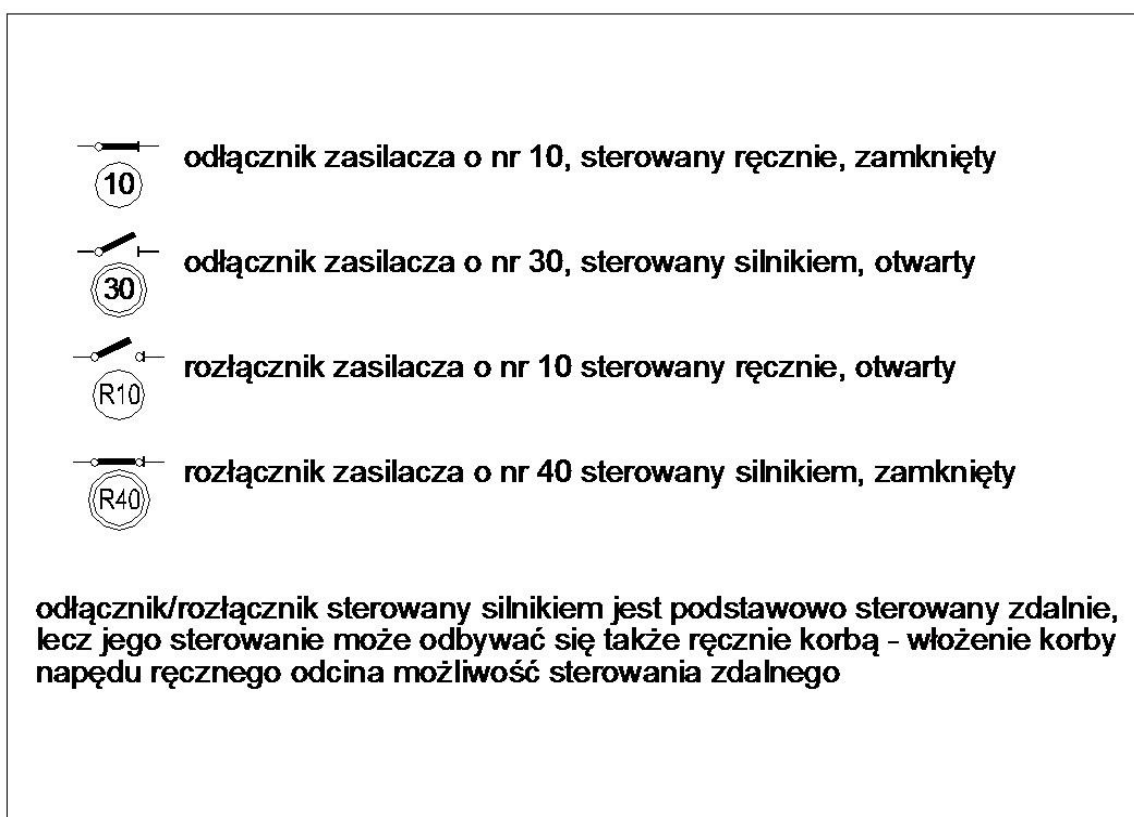 10 odłącznik zasilacza o nr 10, sterowany ręcznie, zamknięty
30 odłącznik zasilacza o nr 30, sterowany silnikiem, otwarty
R10 rozłącznik zasilacza o nr 10 sterowany ręcznie, otwarty
R40 rozłącznik zasilacza o nr 40 sterowany silnikiem, zamknięty
odłącznik/rozłącznik sterowany silnikiem jest podstawowo sterowany zdalnie,
lecz jego sterowanie może odbywać się także ręcznie korbą - włożenie korby
napędu ręcznego odcina możliwość sterowania zdalnego